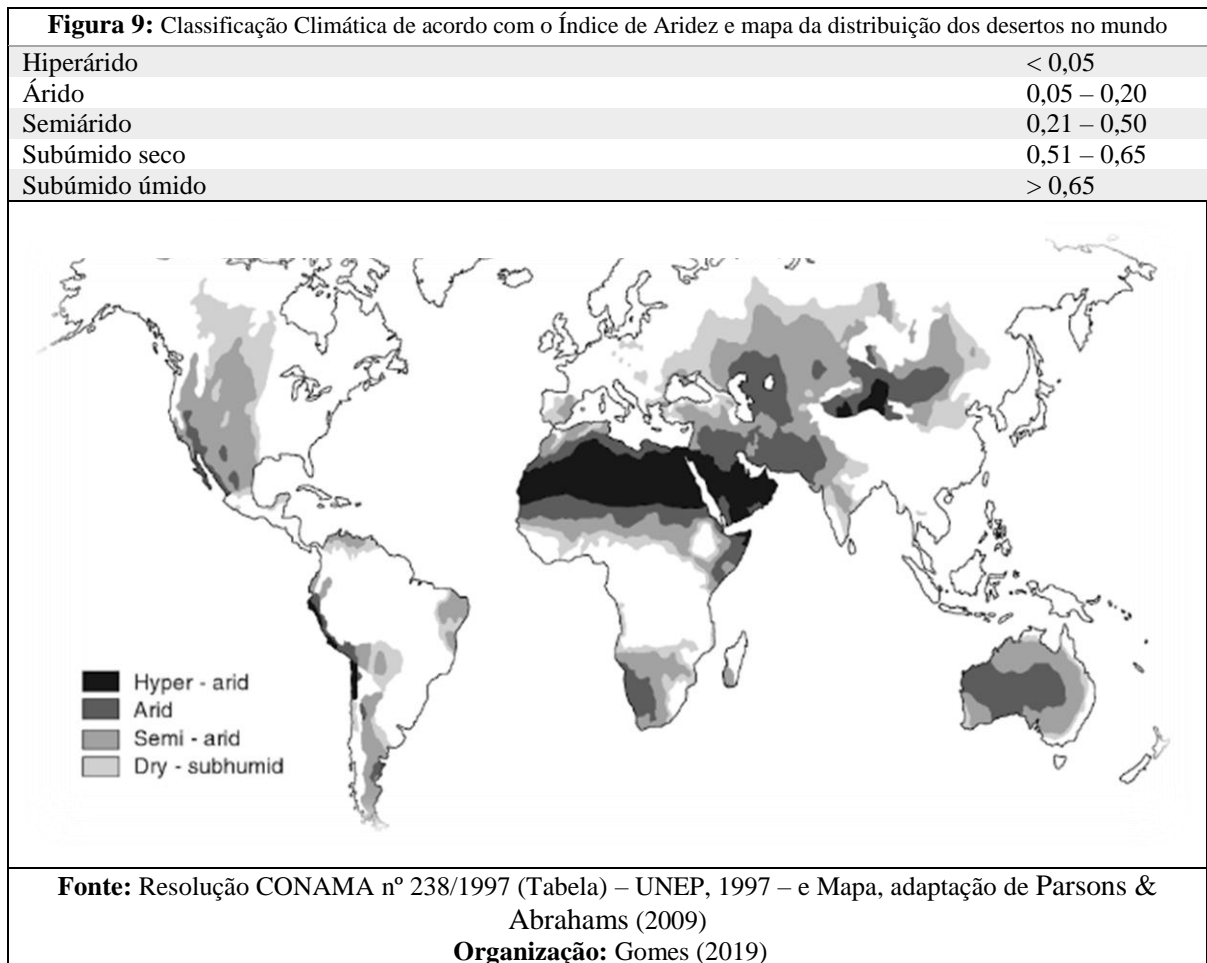 Figura 9: Classificação Climática de acordo com o Índice de Aridez e mapa da distribuição dos desertos no mundo
Hiperárido < 0,05
Árido 0,05 – 0,20
Semiárido 0,21 – 0,50
Subúmido seco 0,51 – 0,65
Subúmido úmido > 0,65
Hyper - arid
Arid
Semi - arid
Dry - subhumid
Fonte: Resolução CONAMA nº 238/1997 (Tabela) – UNEP, 1997 – e Mapa, adaptação de Parsons &
Abrahams (2009)
Organização: Gomes (2019)